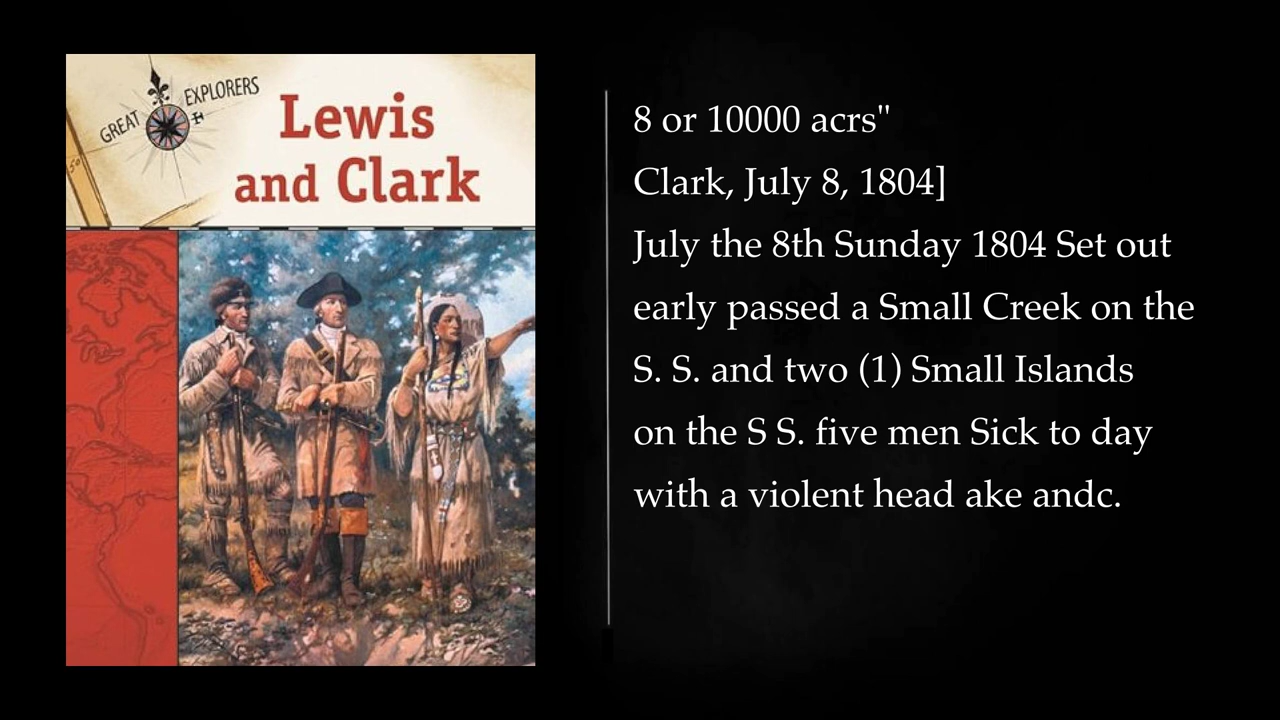 GREAT EXPLORERS
Lewis
and Clark
50
8 or 10000 acrs"
Clark, July 8, 1804]
July the 8th Sunday 1804 Set out
early passed a Small Creek on the
S. S. and two (1) Small Islands
on the S S. five men Sick to day
with a violent head ake andc.